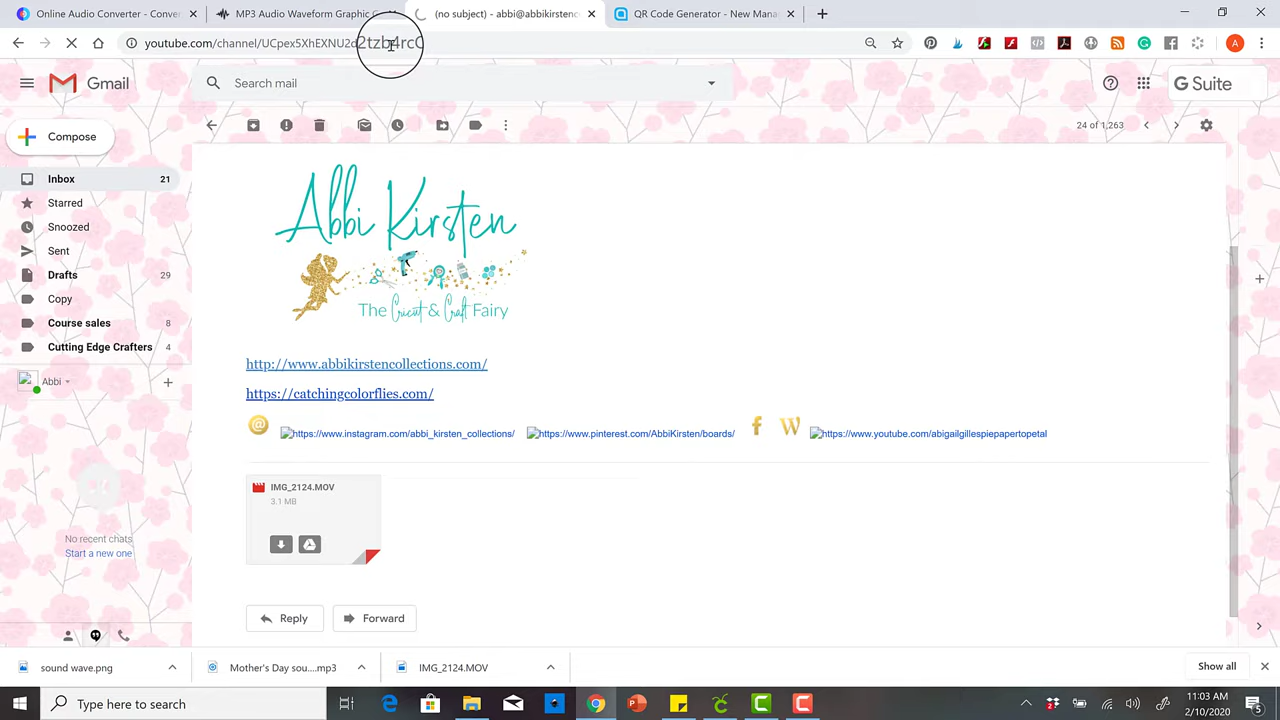 Online Audio Converter - Conver
MP3 Audio Waveform Graphic G
(no subject) - abbi@abbikirstenc
QR Code Generator - New Mana
youtube.com/channel/UCpex5XhEXNU2d2tzb4rcC
Gmail
Search mail
G Suite
Compose
24 of 1,263
Inbox 21
Starred
Snoozed
Sent
Drafts 29
Copy
Course sales 8
Cutting Edge Crafters 4
Abbi
No recent chats
Start a new one
Abbi Kirsten
The Cricut & Craft Fairy
http://www.abbikirstencollections.com/
https://catchingcolorflies.com/
https://www.instagram.com/abbi_kirsten_collections/ https://www.pinterest.com/AbbiKirsten/boards/ f W https://www.youtube.com/abigailgillespiepapertopetal
IMG_2124.MOV
3.1 MB
Reply Forward
sound wave.png
Mother's Day sou....mp3
IMG_2124.MOV
Show all
Type here to search
11:03 AM
2/10/2020
5